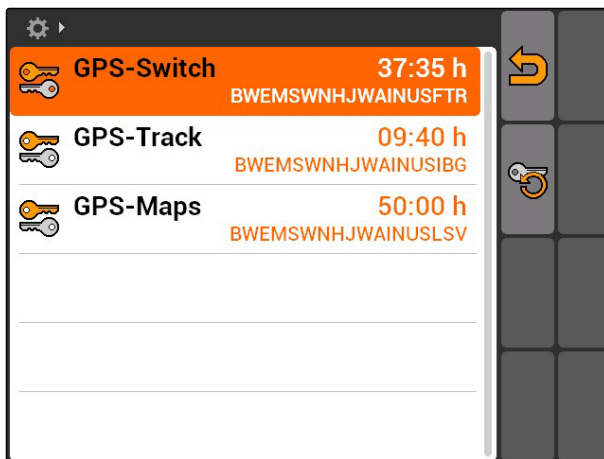 GPS-Switch 37:35 h
BWEMSWNHJWAINUSFTR
GPS-Track 09:40 h
BWEMSWNHJWAINUSIBG
GPS-Maps 50:00 h
BWEMSWNHJWAINUSLSV